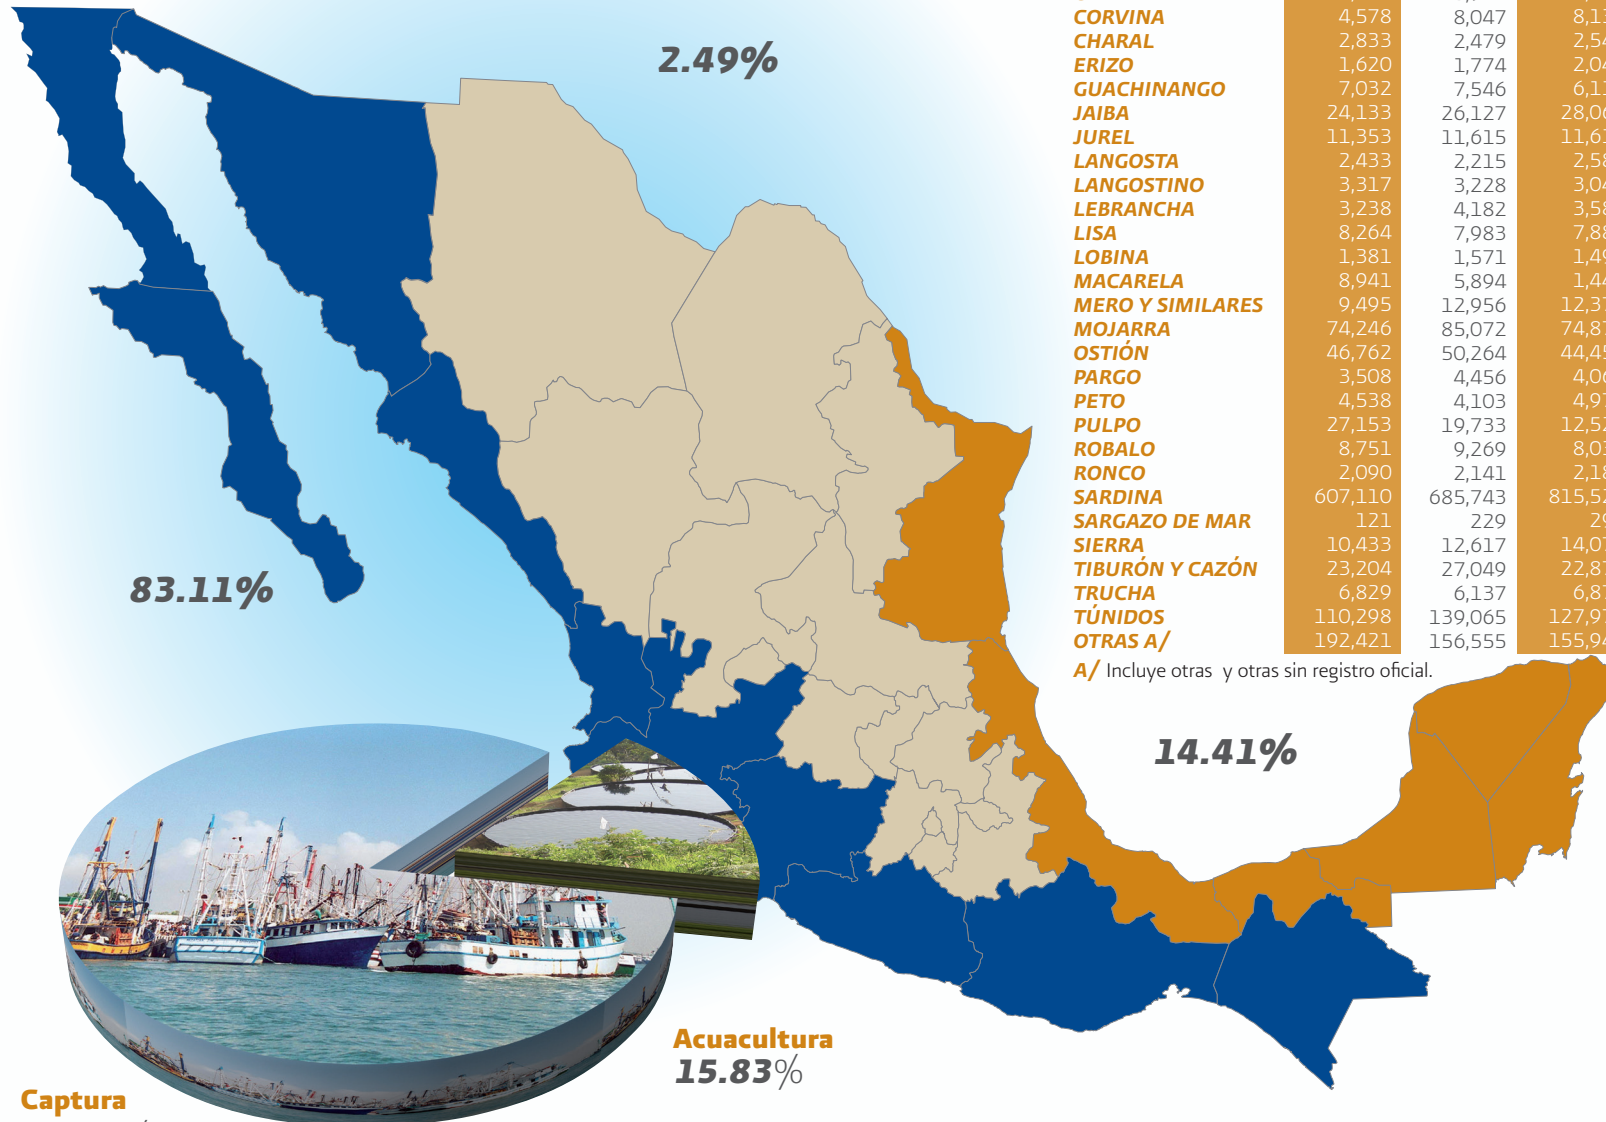 2.49%
83.11%
14.41%
CORVINA 4,578 8,047
CHARAL 2,833 2,479
ERIZO 1,620 1,774
GUACHINANGO 7,032 7,546
JAIBA 24,133 26,127
JUREL 11,353 11,615
LANGOSTA 2,433 2,215
LANGOSTINO 3,317 3,228
LEBRANCHA 3,238 4,182
LISA 8,264 7,983
LOBINA 1,381 1,571
MACARELA 8,941 5,894
MERO Y SIMILARES 9,495 12,956
MOJARRA 74,246 85,072
OSTIÓN 46,762 50,264
PARGO 3,508 4,456
PETO 4,538 4,103
PULPO 27,153 19,733
ROBALO 8,751 9,269
RONCO 2,090 2,141
SARDINA 607,110 685,743
SARGAZO DE MAR 121 229
SIERRA 10,433 12,617
TIBURÓN Y CAZÓN 23,204 27,049
TRUCHA 6,829 6,137
TÚNIDOS 110,298 139,065
OTRAS A/ 192,421 156,555
A/ Incluye otras y otras sin registro oficial.
Acuacultura
15.83%
Captura